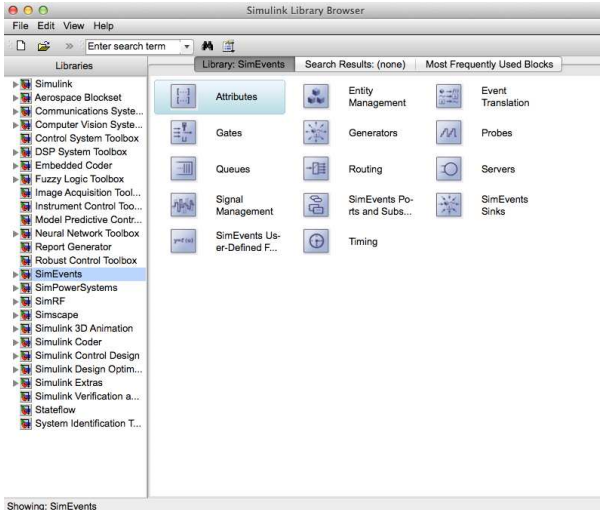 Simulink Library Browser
File Edit View Help
Enter search term
Libraries
Library: SimEvents
Search Results: (none)
Most Frequently Used Blocks
Simulink
Aerospace Blockset
Communications Syste...
Computer Vision Syste...
Control System Toolbox
DSP System Toolbox
Embedded Coder
Fuzzy Logic Toolbox
Image Acquisition Tool...
Instrument Control Too...
Model Predictive Contr...
Neural Network Toolbox
Report Generator
Robust Control Toolbox
SimEvents
SimPowerSystems
SimRF
Simscape
Simulink 3D Animation
Simulink Coder
Simulink Control Design
Simulink Design Optim...
Simulink Extras
Simulink Verification a...
Stateflow
System Identification T...
Attributes
Entity
Management
Event
Translation
Gates
Generators
Probes
Queues
Routing
Servers
Signal
Management
SimEvents Po-
rts and Subs...
SimEvents
Sinks
SimEvents Us-
er-Defined F...
Timing
Showing: SimEvents